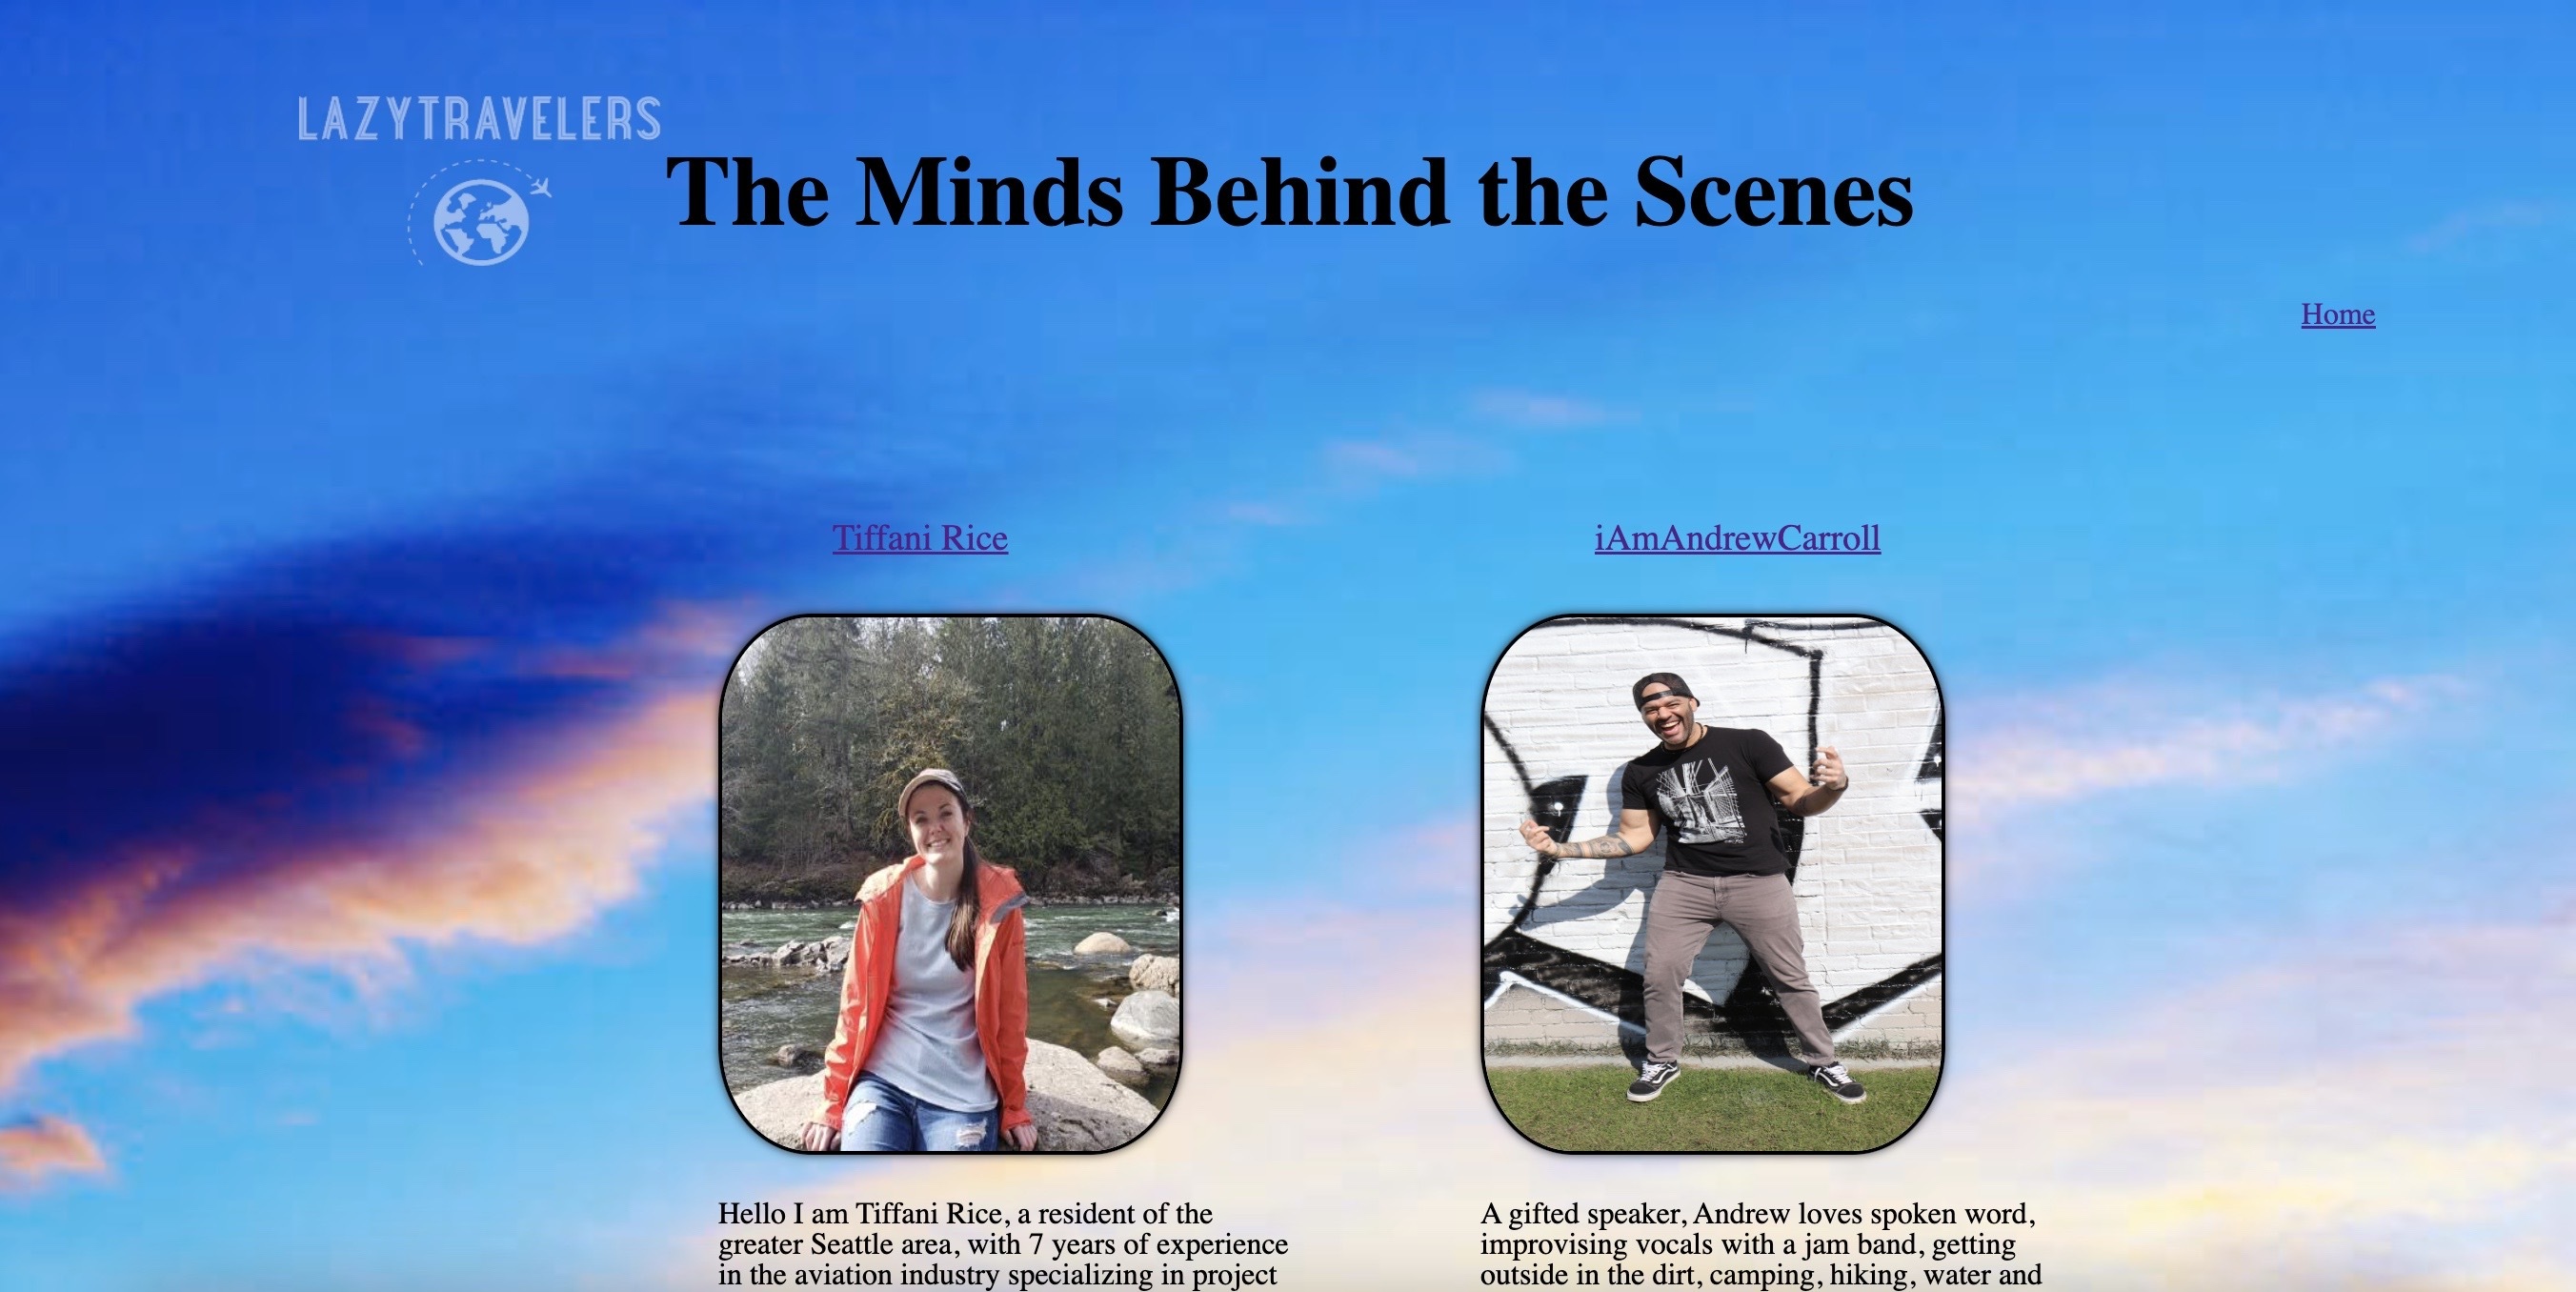 LAZYTRAVELERS
The Minds Behind the Scenes
Home
Tiffani Rice
iAmAndrewCarroll
Hello I am Tiffani Rice, a resident of the
greater Seattle area, with 7 years of experience
in the aviation industry specializing in project
A gifted speaker, Andrew loves spoken word,
improvising vocals with a jam band, getting
outside in the dirt, camping, hiking, water and